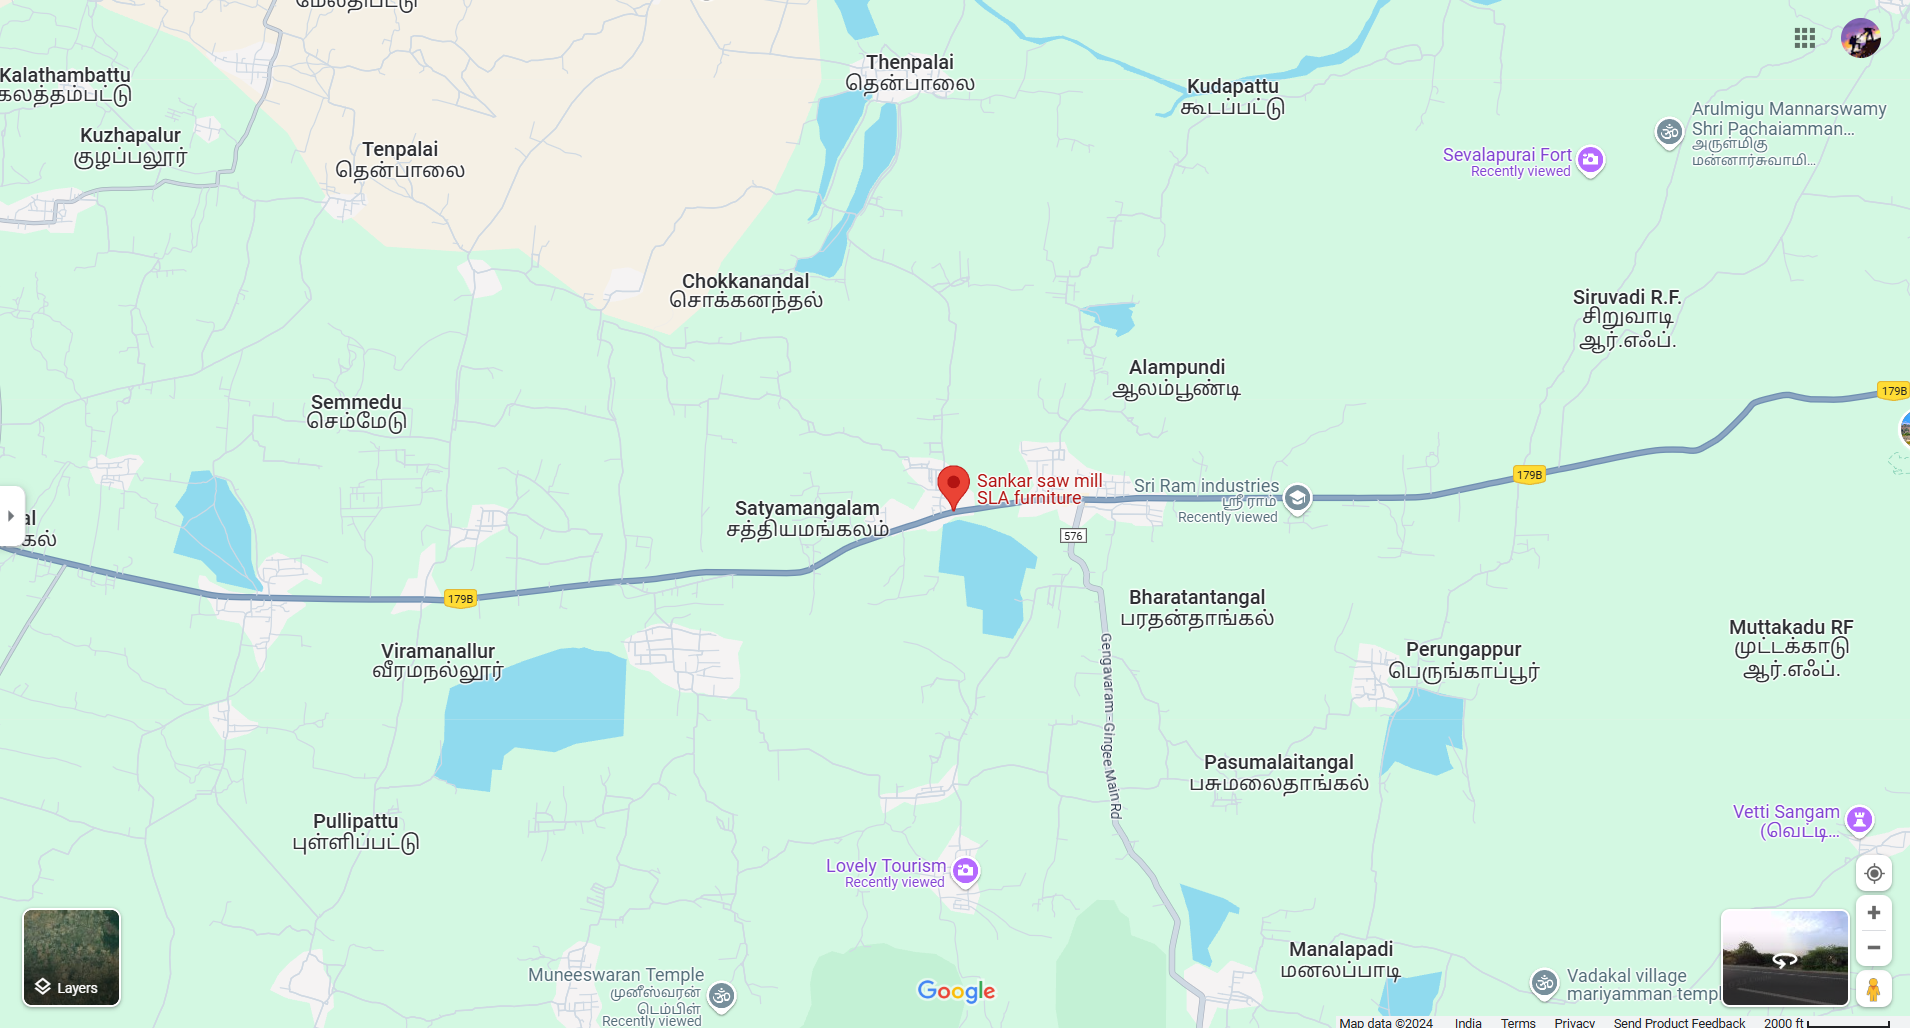 மேல்தட்டு
Thenpalai
தென்பாலை
Kalathambattu
கலத்தம்பட்டு
Kudapattu
கூடப்பட்டு
Arulmigu Mannarswamy
Shri Pachaiamman...
அருள்மிகு
மன்னார்சுவாமி...
Kuzhapalur
குழப்பலூர்
Tenpalai
தென்பாலை
Sevalapurai Fort
Recently viewed
Chokkanandal
சொக்கனந்தல்
Siruvadi R.F.
சிறுவாடி
ஆர்.எஃப்.
Alampundi
ஆலம்பூண்டி
179B
Semmedu
செம்மேடு
179B
Sankar saw mill
SLA furniture
Sri Ram industries
ஸ்ரீ ராம்
Recently viewed
Satyamangalam
சத்தியமங்கலம்
al
கல்
576
179B
Bharatantangal
பரதன்தாங்கல்
Viramanallur
வீரமநல்லூர்
Gengavaram - Gingee Main Rd
Perungappur
பெருங்காப்பூர்
Muttakadu RF
முட்டக்காடு
ஆர்.எஃப்.
Pasumalaitangal
பசுமலைதாங்கல்
Pullipattu
புள்ளிப்பட்டு
Vetti Sangam
(வெட்டி...
Lovely Tourism
Recently viewed
Manalapadi
மனலப்பாடி
Muneeswaran Temple
முனீஸ்வரன்
டெம்பிள்
Recently viewed
Vadakal village
mariyamman templ
Layers
Google
Map data ©2024 India Terms Privacy Send Product Feedback 2000 ft